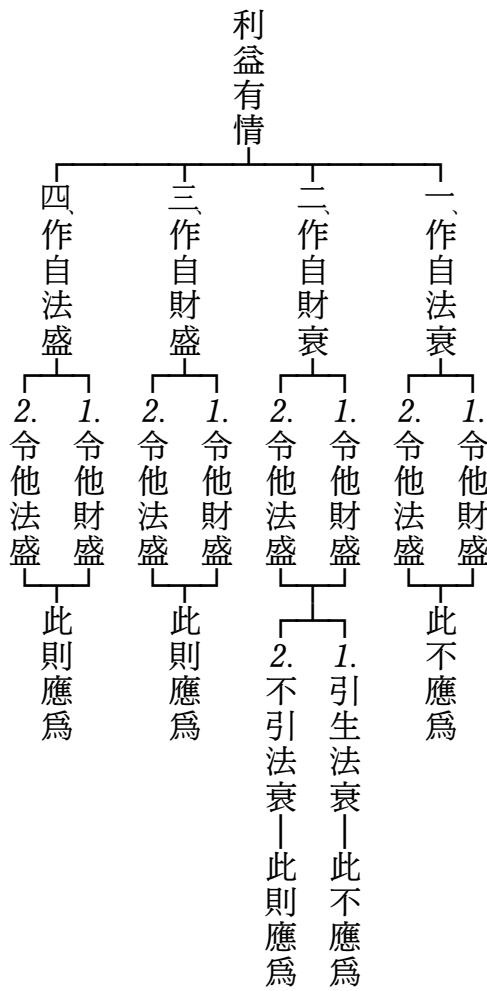 利益有情
一、作自法衰
1.令他財盛
2.令他法盛
此不應爲
二、作自財衰
1.令他財盛
2.令他法盛
1.引生法衰—此不應爲
2.不引法衰—此則應爲
三、作自財盛
1.令他財盛
2.令他法盛
此則應爲
四、作自法盛
1.令他財盛
2.令他法盛
此則應爲